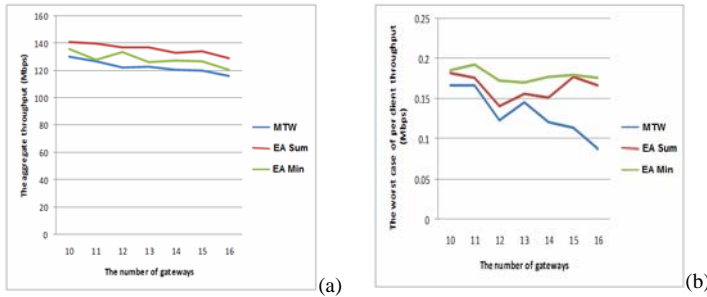 The aggregate throughput (Mbps)
160
140
120
100
80
60
40
20
0
10 11 12 13 14 15 16
The number of gateways
MTW
EA Sum
EA Min
(a)
The worst case of per client throughput
(Mbps)
0.25
0.2
0.15
0.1
0.05
0
10 11 12 13 14 15 16
The number of gateways
MTW
EA Sum
EA Min
(b)